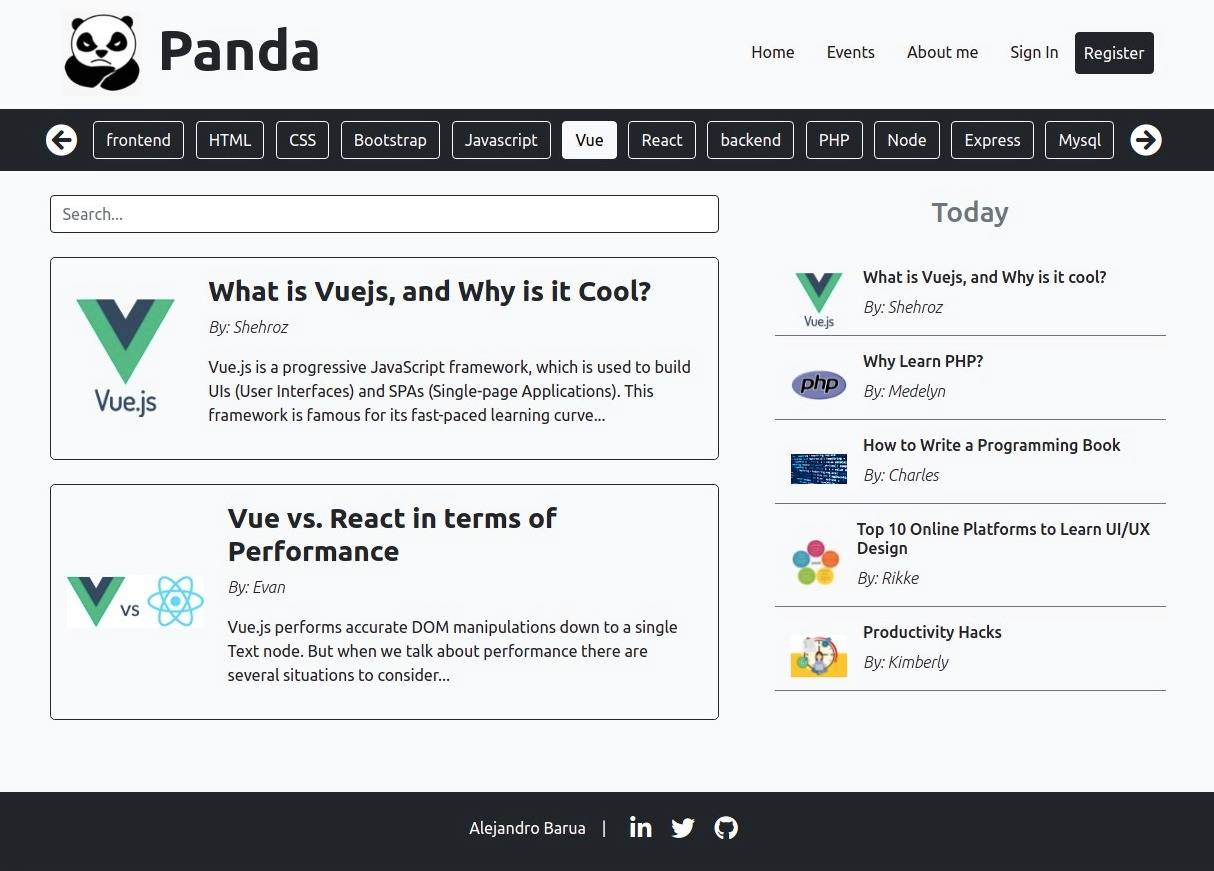 Panda
Home Events About me Sign In Register
frontend HTML CSS Bootstrap Javascript Vue React backend PHP Node Express Mysql
Search...
What is Vuejs, and Why is it Cool?
By: Shehroz
Vue.js is a progressive JavaScript framework, which is used to build
UIs (User Interfaces) and SPAs (Single-page Applications). This
framework is famous for its fast-paced learning curve...
Vue.js
Vue vs. React in terms of
Performance
By: Evan
Vue.js performs accurate DOM manipulations down to a single
Text node. But when we talk about performance there are
several situations to consider...
vs
Today
What is Vuejs, and Why is it cool?
By: Shehroz
Vue.js
Why Learn PHP?
By: Medelyn
php
How to Write a Programming Book
By: Charles
Top 10 Online Platforms to Learn UI/UX
Design
By: Rikke
Productivity Hacks
By: Kimberly
Alejandro Barua | in